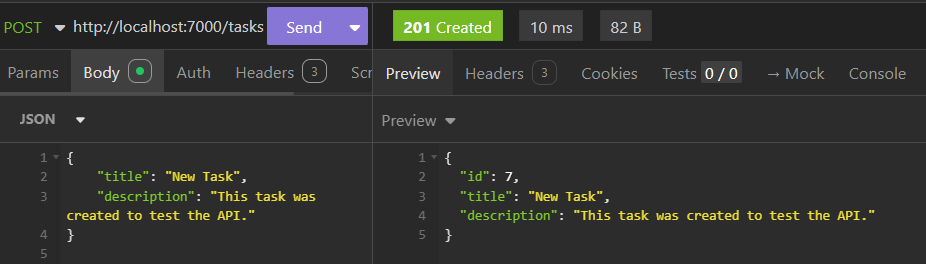 POST http://localhost:7000/tasks Send
201 Created 10 ms 82 B
Params Body Auth Headers 3 Scr
Preview Headers 3 Cookies Tests 0 / 0 → Mock Console
JSON
1 {
2 "title": "New Task",
3 "description": "This task was
created to test the API."
4 }
5
Preview
1 {
2 "id": 7,
3 "title": "New Task",
4 "description": "This task was created to test the API."
5 }